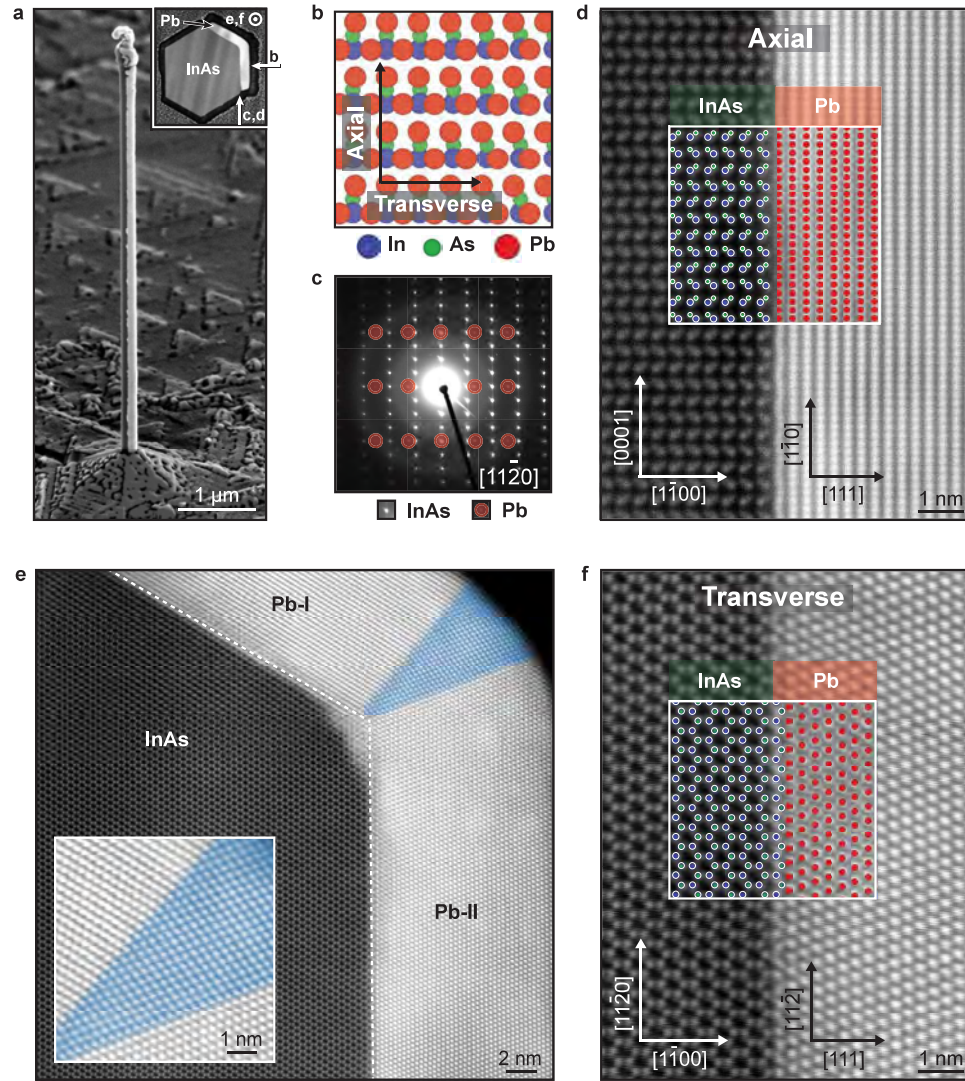 a
Pb
e,f
InAs
b
c,d
1 μm
b
Axial
Transverse
In
As
Pb
c
[112̄0]
InAs
Pb
d
Axial
InAs
Pb
[0001]
[11̄00]
[11̄0]
[111]
1 nm
e
Pb-I
InAs
Pb-II
1 nm
2 nm
f
Transverse
InAs
Pb
[112̄0]
[11̄00]
[112̄]
[111]
1 nm